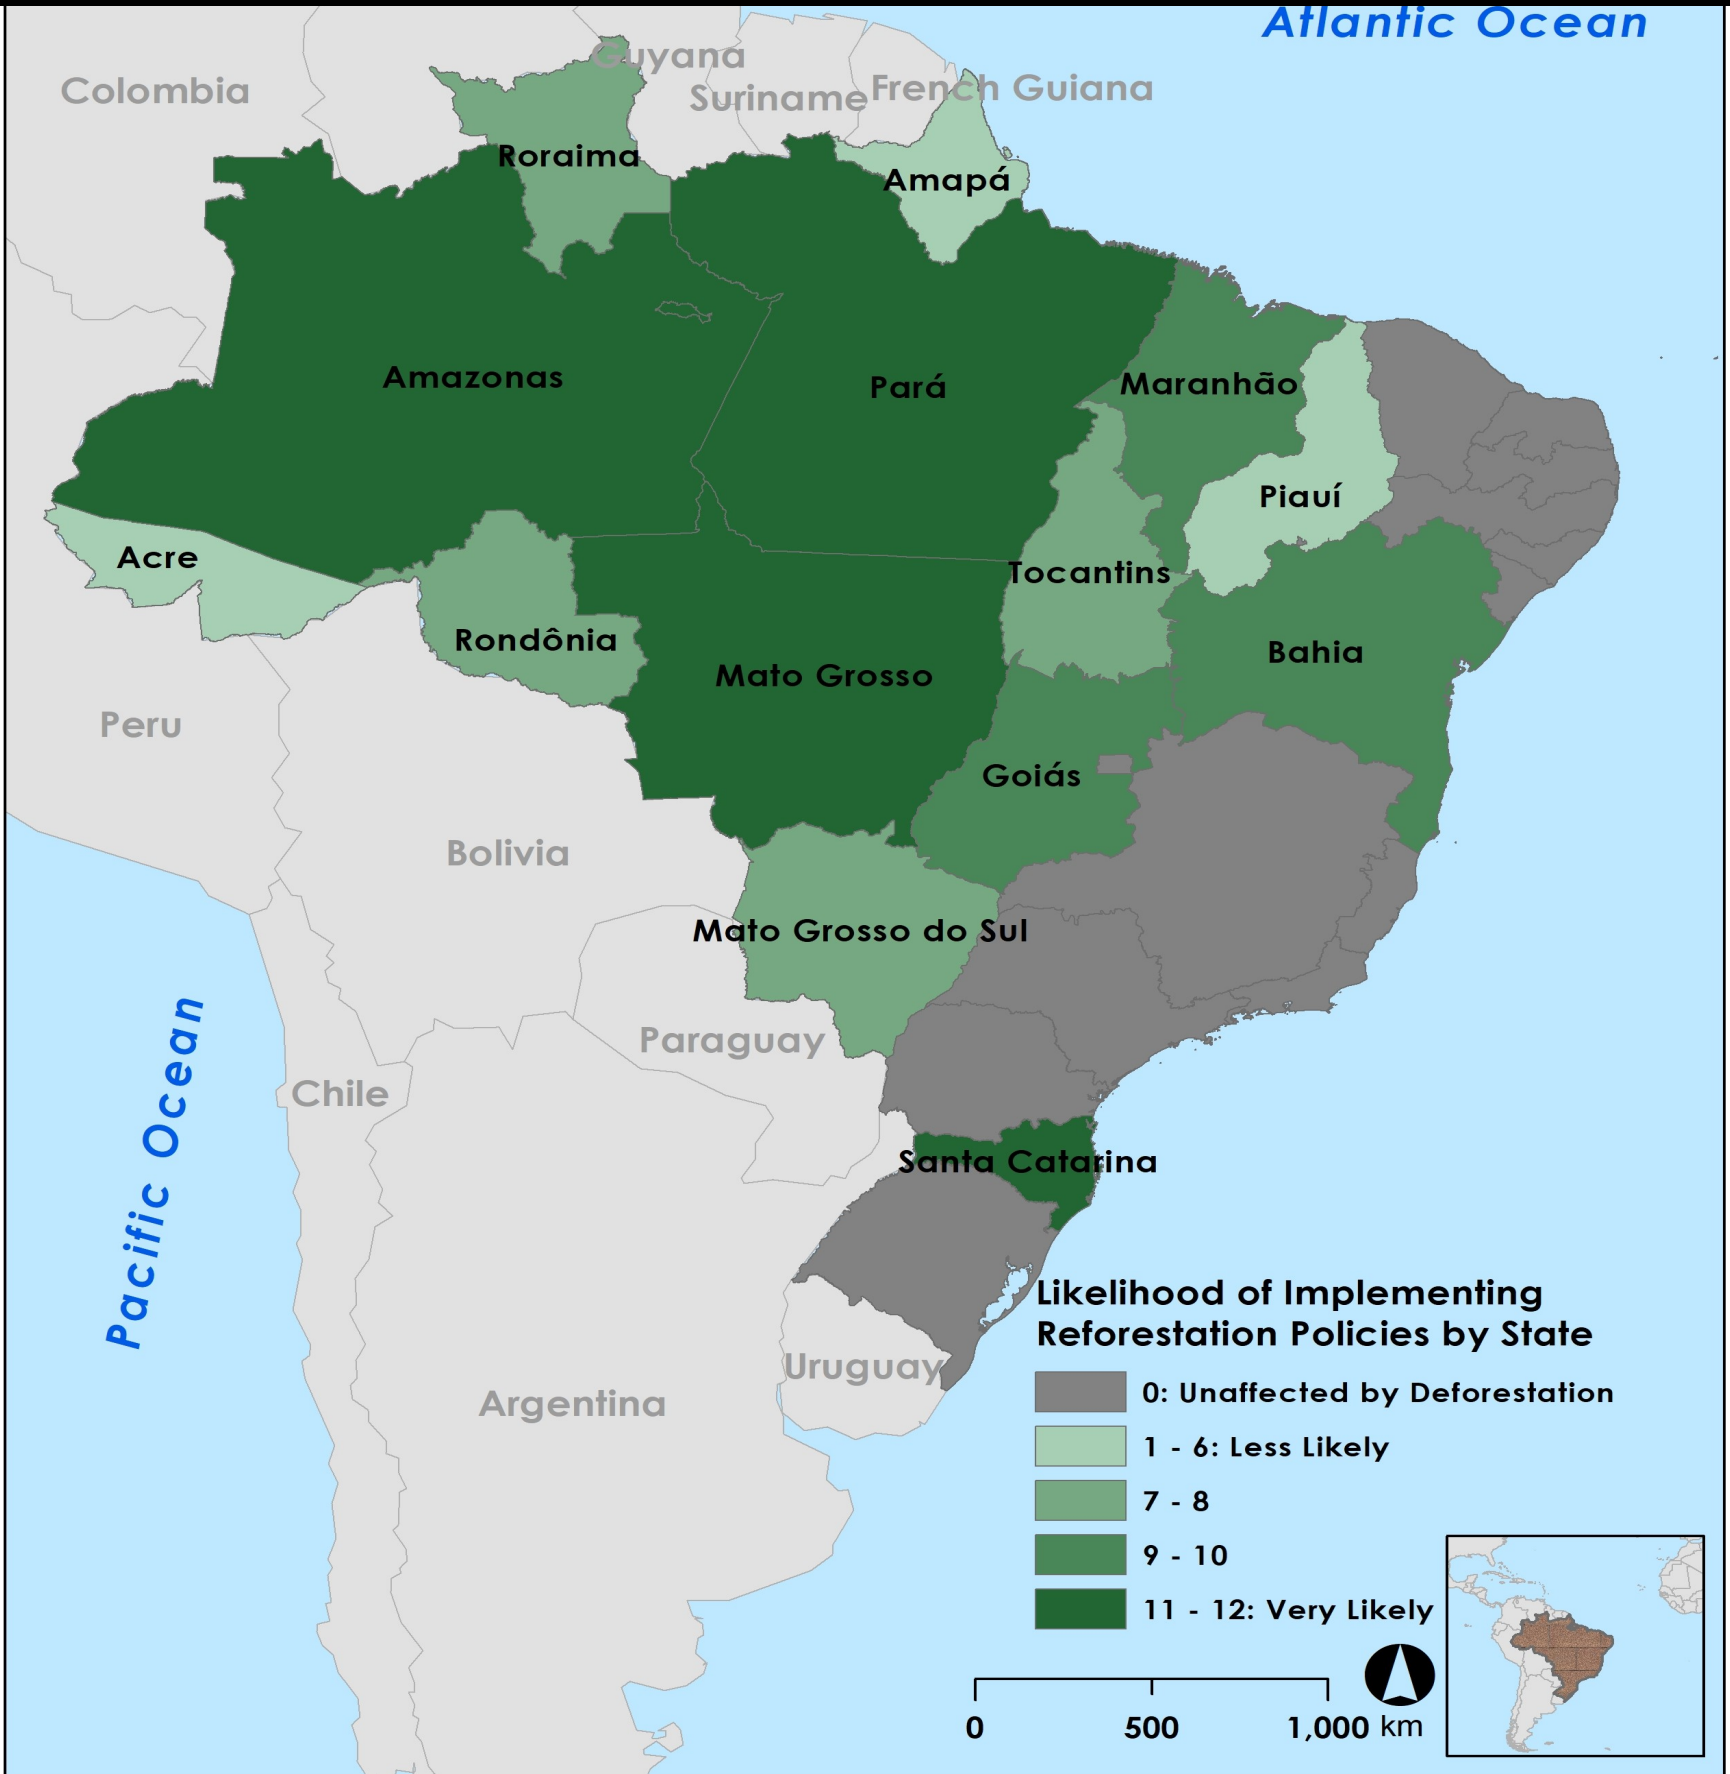 Atlantic Ocean
Guyana
Colombia
Suriname
French Guiana
Roraima
Amapá
Amazonas
Pará
Maranhão
Piauí
Acre
Tocantins
Rondônia
Bahia
Mato Grosso
Peru
Goiás
Bolivia
Mato Grosso do Sul
Paraguay
Pacific Ocean
Chile
Santa Catarina
Uruguay
Argentina
Likelihood of Implementing
Reforestation Policies by State
0: Unaffected by Deforestation
1 - 6: Less Likely
7 - 8
9 - 10
11 - 12: Very Likely
0 500 1,000 km